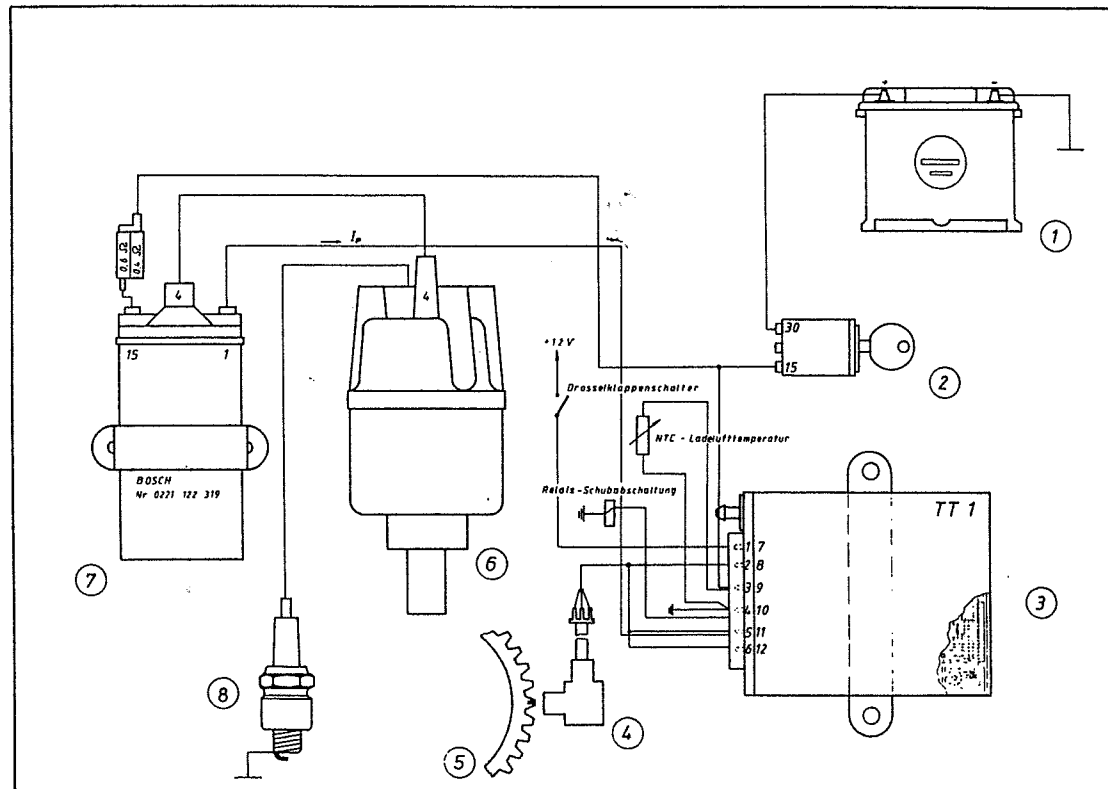 + -
1
30
15
2
0,6 Ω
0,4 Ω
4
15 1
BOSCH
Nr 0221 122 319
7
Ip
4
6
+12V
Drosselklappenschalter
NTC - Ladelufttemperatur
Relais-Schubabschaltung
TT 1
1 7
2 8
3 9
4 10
5 11
6 12
3
4
5
8